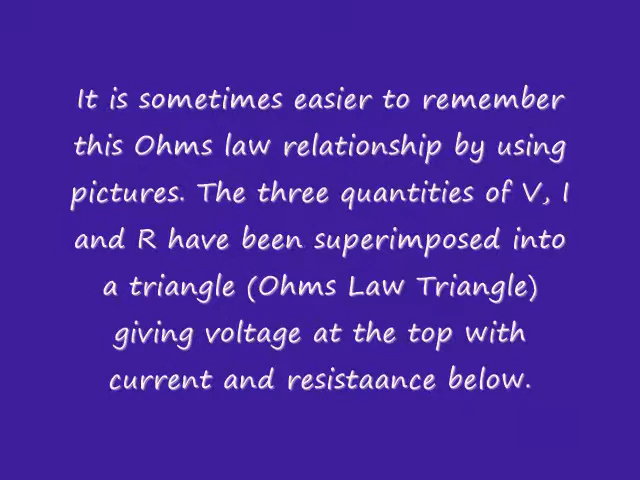 It is sometimes easier to remember
this Ohms law relationship by using
pictures. The three quantities of V, I
and R have been superimposed into
a triangle (Ohms Law Triangle)
giving voltage at the top with
current and resistaance below.